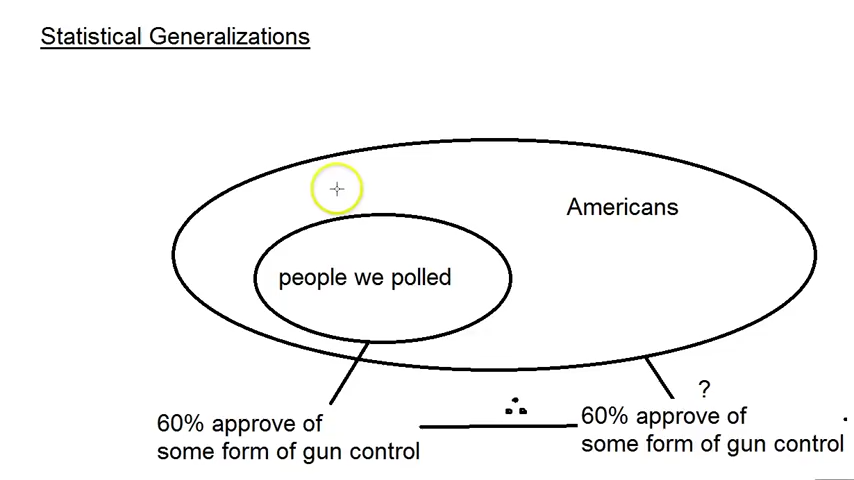 Statistical Generalizations
Americans
people we polled
?
∴
60% approve of
some form of gun control
60% approve of
some form of gun control